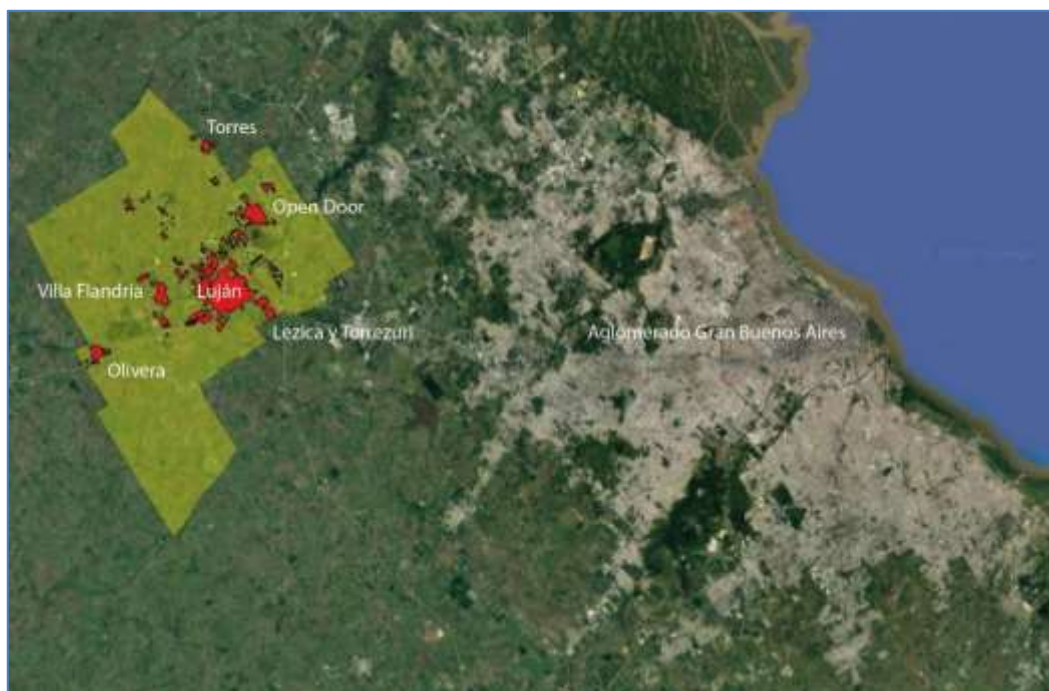 Torres
Open Door
Villa Flandria
Luján
Lezica y Torrezuri
Aglomerado Gran Buenos Aires
Olivera